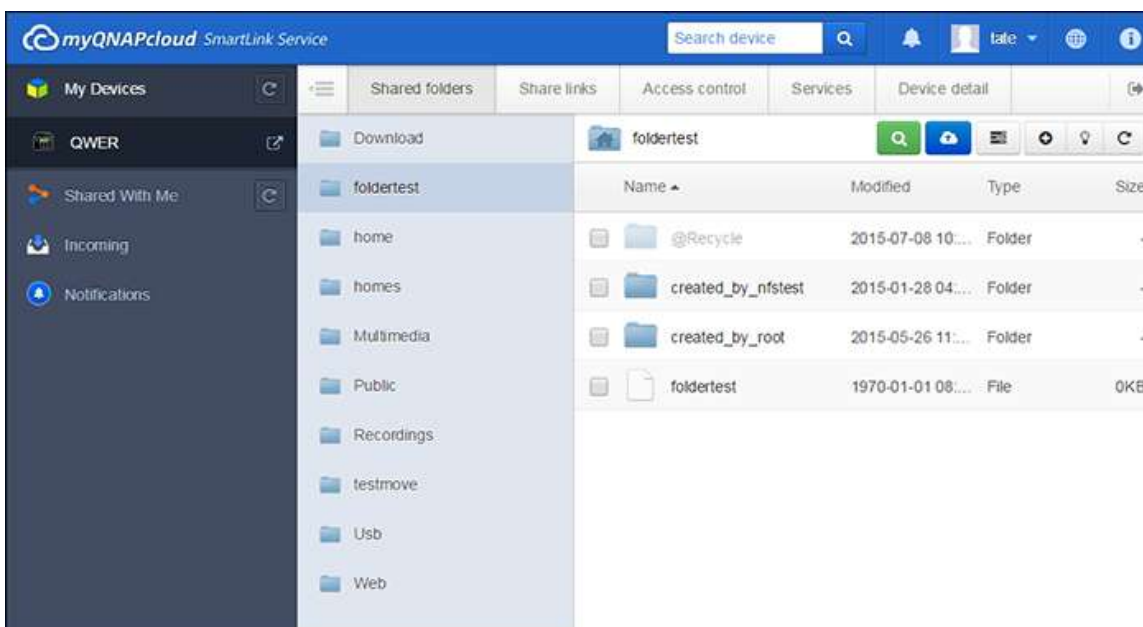 myQNAPcloud SmartLink Service
Search device
tate
My Devices
Shared folders
Share links
Access control
Services
Device detail
QWER
Download
foldertest
Shared With Me
foldertest
Name
Modified
Type
Size
Incoming
home
@Recycle
2015-07-08 10:...
Folder
Notifications
homes
created_by_nfstest
2015-01-28 04:...
Folder
Multimedia
created_by_root
2015-05-26 11:...
Folder
Public
foldertest
1970-01-01 08:...
File
0KB
Recordings
testmove
Usb
Web